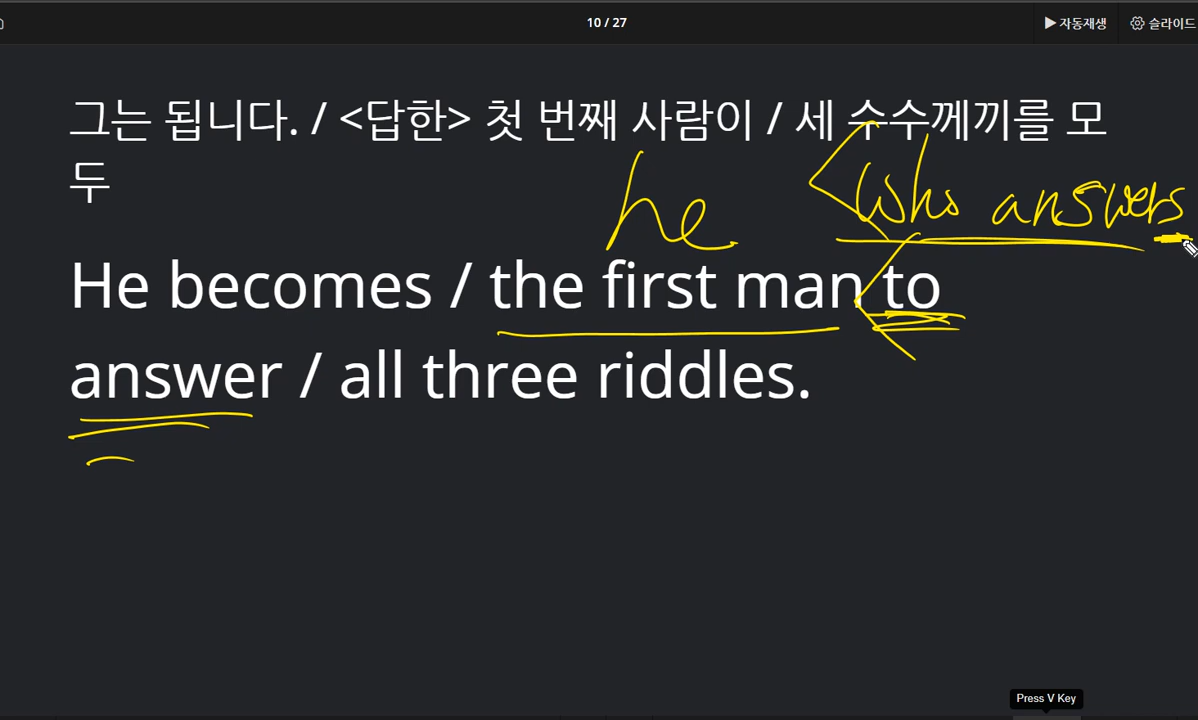 10 / 27
▶ 자동재생
슬라이드
그는 됩니다. / <답한> 첫 번째 사람이 / 세 수수께끼를 모
두
he
who answers
He becomes / the first man to
answer / all three riddles.
Press V Key